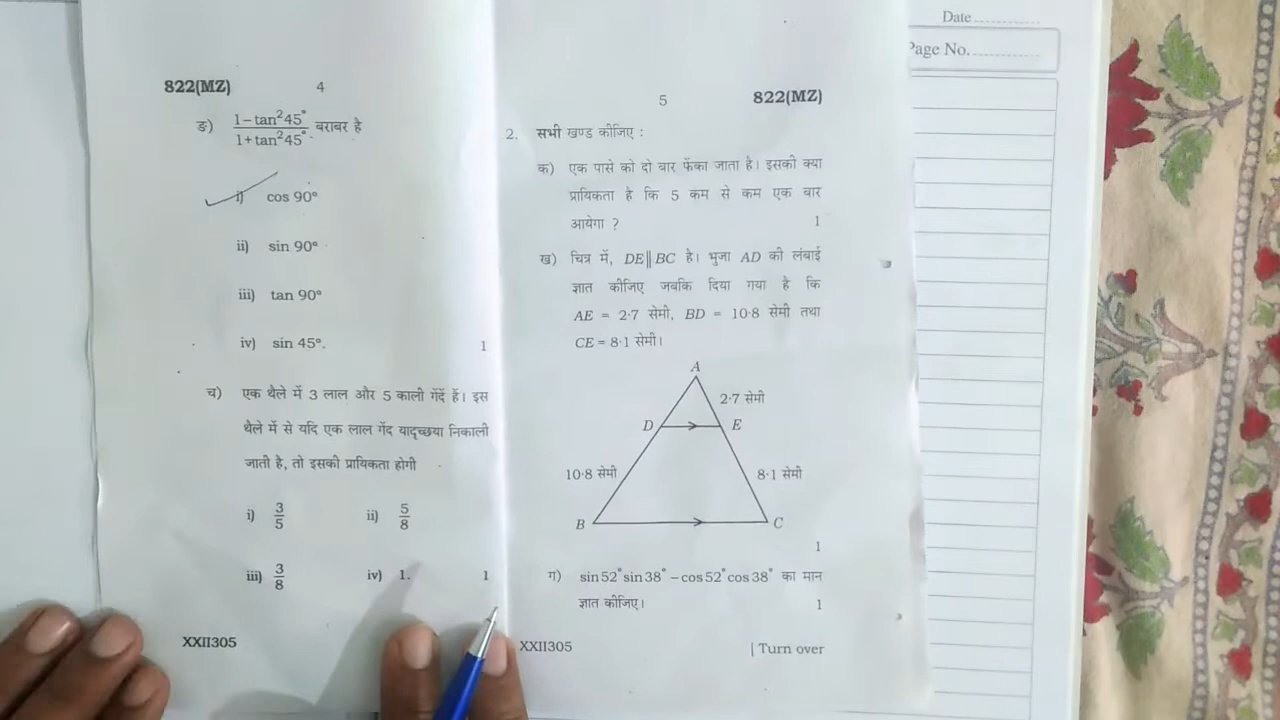 822(MZ)
4
ङ) 1−tan²45° / 1+tan²45° बराबर है
i) cos 90°
ii) sin 90°
iii) tan 90°
iv) sin 45°.
1
च) एक थैले में 3 लाल और 5 काली गेंदें हैं। इस
थैले में से यदि एक लाल गेंद यादृच्छया निकाली
जाती है, तो इसकी प्रायिकता होगी
i) 3/5 ii) 5/8
iii) 3/8 iv) 1. 1
XXII305
5
822(MZ)
2. सभी खण्ड कीजिए :
क) एक पासे को दो बार फेंका जाता है। इसकी क्या
प्रायिकता है कि 5 कम से कम एक बार
आयेगा ? 1
ख) चित्र में, DE||BC है। भुजा AD की लंबाई
ज्ञात कीजिए जबकि दिया गया है कि
AE = 2·7 सेमी, BD = 10·8 सेमी तथा
CE = 8·1 सेमी।
A
2·7 सेमी
D E
10·8 सेमी 8·1 सेमी
B C
1
ग) sin 52° sin 38° − cos 52° cos 38° का मान
ज्ञात कीजिए। 1
XXII305
| Turn over
Date ............
Page No. ............